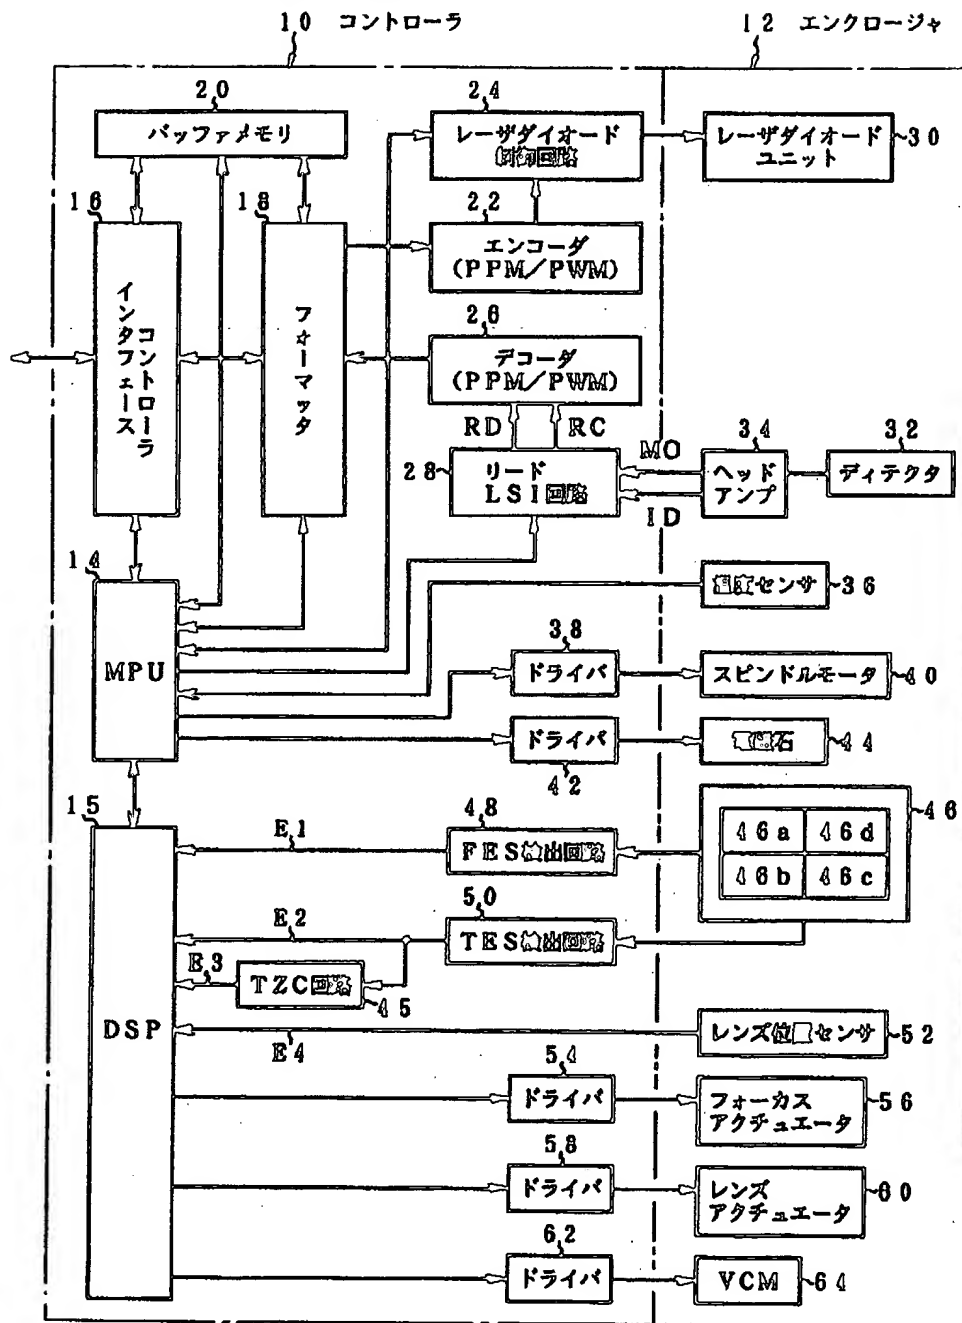 10 コントローラ
12 エンクロージャ
20
バッファメモリ
24
レーザダイオード
制御回路
レーザダイオード
ユニット
30
16
コントローラ
インタフェース
18
フォーマッタ
22
エンコーダ
(PPM/PWM)
26
デコーダ
(PPM/PWM)
RD
RC
28
リード
LSI回路
MO
ID
34
ヘッド
アンプ
32
ディテクタ
14
MPU
温度センサ
36
38
ドライバ
スピンドルモータ
40
ドライバ
42
44
15
DSP
E1
48
FES検出回路
46
46a
46d
46b
46c
E2
50
TES検出回路
E3
TZC回路
45
E4
レンズ位置センサ
52
54
ドライバ
フォーカス
アクチュエータ
56
58
ドライバ
レンズ
アクチュエータ
60
62
ドライバ
VCM
64